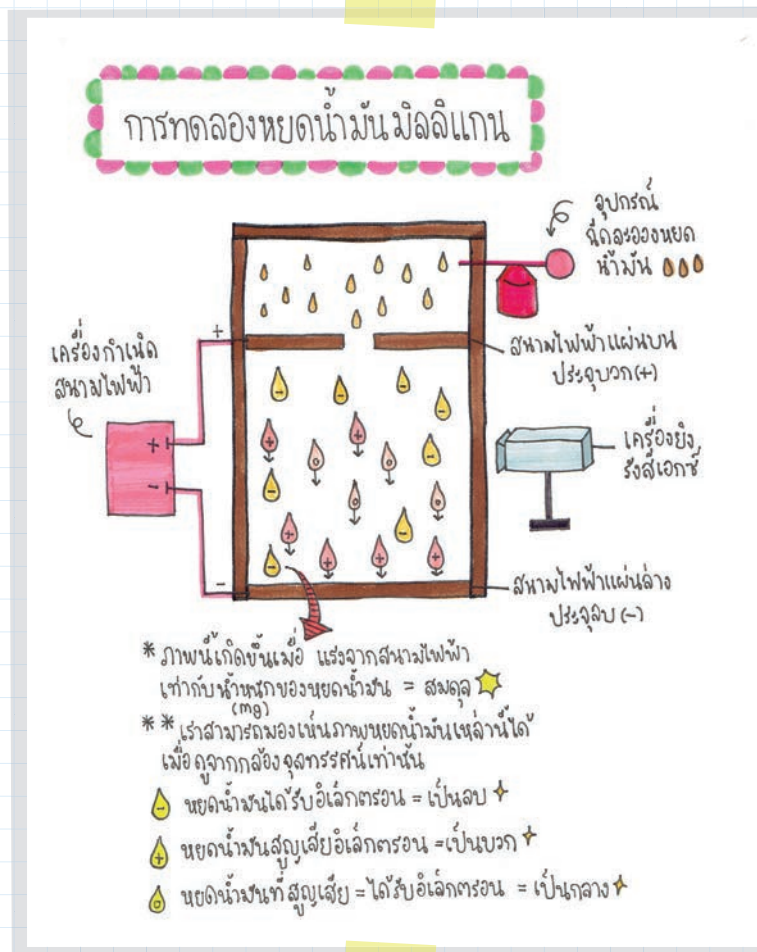 การทดลองหยดน้ำมันมิลลิแกน
อุปกรณ์
ฉีดละอองหยด
น้ำมัน
+
เครื่องกำเนิด
สนามไฟฟ้า
สนามไฟฟ้าแผ่นบน
ประจุบวก(+)
เครื่องยิง
รังสีเอกซ์
+
-
-
สนามไฟฟ้าแผ่นล่าง
ประจุลบ (-)
* ภาพนี้เกิดขึ้นเมื่อ แรงจากสนามไฟฟ้า
เท่ากับน้ำหนักของหยดน้ำมัน = สมดุล
(mg)
** เราสามารถมองเห็นภาพหยดน้ำมันเหล่านี้ได้
เมื่อดูจากกล้องจุลทรรศน์เท่านั้น
- หยดน้ำมันได้รับอิเล็กตรอน = เป็นลบ
+ หยดน้ำมันสูญเสียอิเล็กตรอน =เป็นบวก
0 หยดน้ำมันที่สูญเสีย = ได้รับอิเล็กตรอน = เป็นกลาง